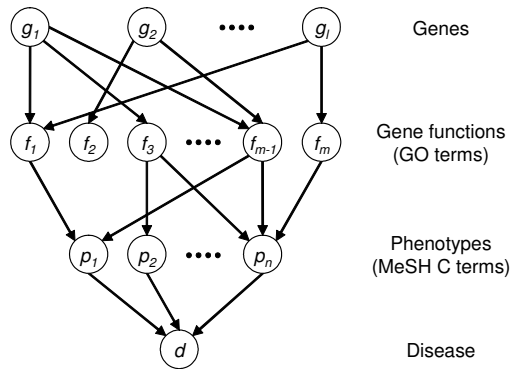 g1 g2 •••• gl Genes
f1 f2 f3 •••• fm-1 fm Gene functions
(GO terms)
p1 p2 •••• pn Phenotypes
(MeSH C terms)
d Disease